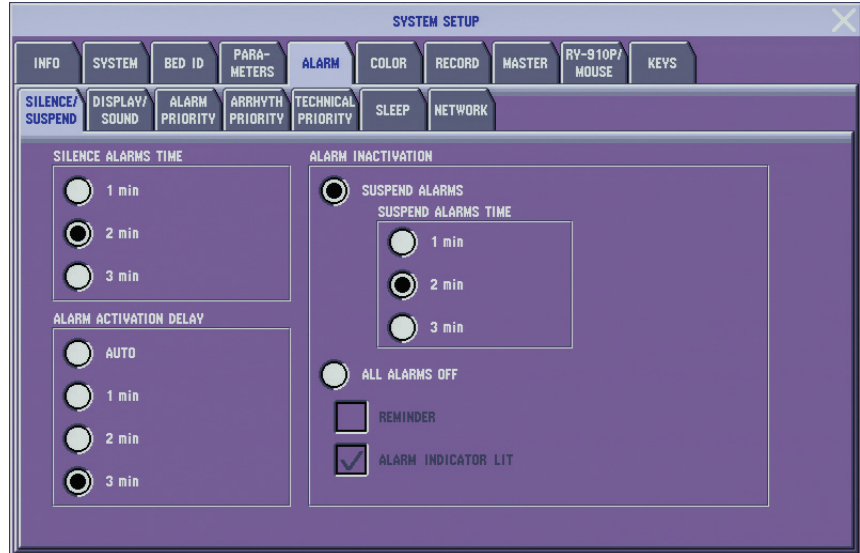 SYSTEM SETUP
INFO
SYSTEM
BED ID
PARA-
METERS
ALARM
COLOR
RECORD
MASTER
RY-910P/
MOUSE
KEYS
SILENCE/
SUSPEND
DISPLAY/
SOUND
ALARM
PRIORITY
ARRHYTH
PRIORITY
TECHNICAL
PRIORITY
SLEEP
NETWORK
SILENCE ALARMS TIME
1 min
2 min
3 min
ALARM ACTIVATION DELAY
AUTO
1 min
2 min
3 min
ALARM INACTIVATION
SUSPEND ALARMS
SUSPEND ALARMS TIME
1 min
2 min
3 min
ALL ALARMS OFF
REMINDER
ALARM INDICATOR LIT